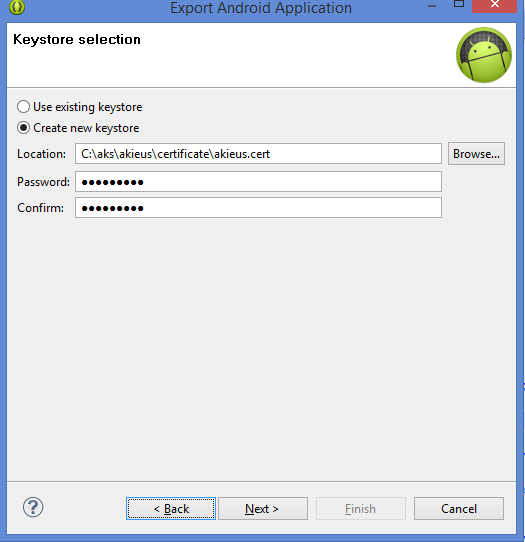 Export Android Application
Keystore selection
Use existing keystore
Create new keystore
Location: C:\aks\akieus\certificate\akieus.cert Browse...
Password: ●●●●●●●●●
Confirm: ●●●●●●●●●
? < Back Next > Finish Cancel